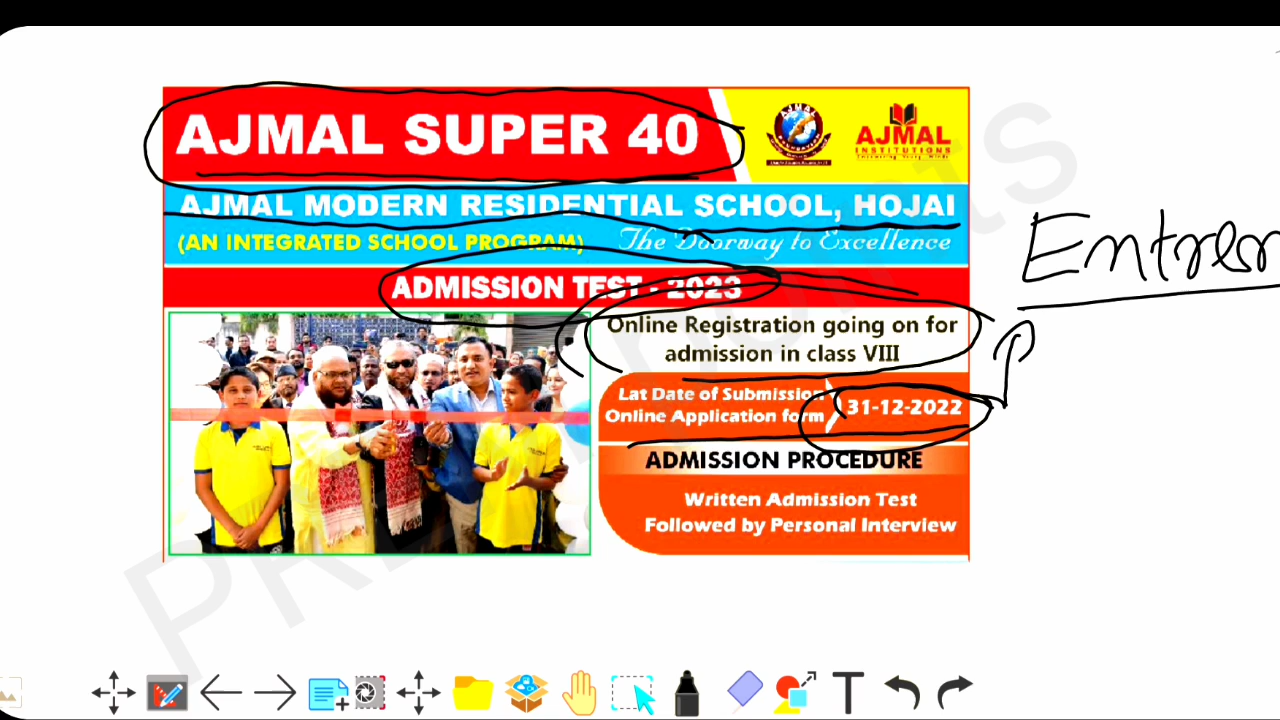 AJMAL SUPER 40
AJMAL
AJMAL
INSTITUTIONS
AJMAL MODERN RESIDENTIAL SCHOOL, HOJAI
(AN INTEGRATED SCHOOL PROGRAM) The Doorway to Excellence
ADMISSION TEST - 2023
Online Registration going on for
admission in class VIII
Lat Date of Submission
Online Application form
31-12-2022
ADMISSION PROCEDURE
Written Admission Test
Followed by Personal Interview
T